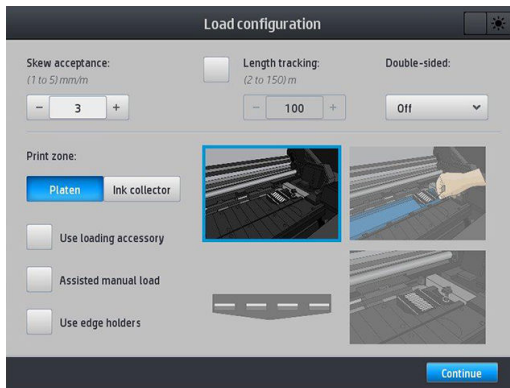 Load configuration
Skew acceptance:
(1 to 5) mm/m
- 3 +
Length tracking:
(2 to 150) m
- 100 +
Double-sided:
Off
Print zone:
Platen
Ink collector
Use loading accessory
Assisted manual load
Use edge holders
Continue